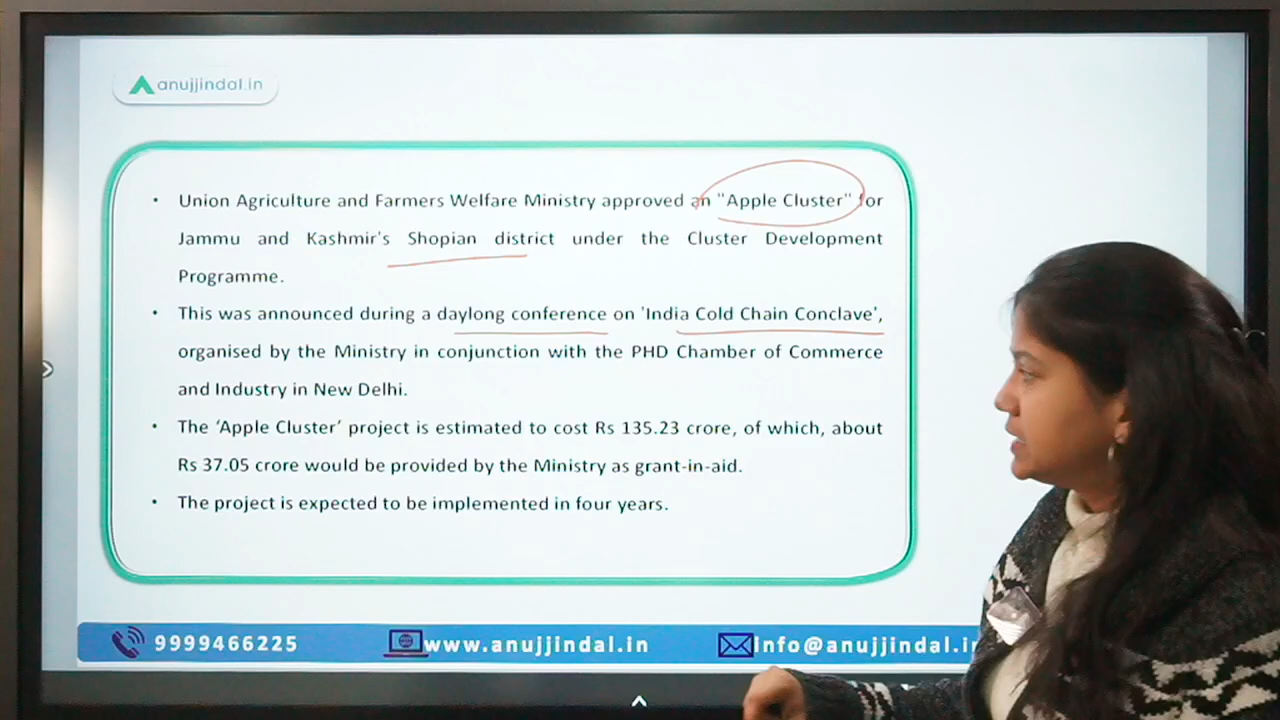 anujjindal.in
• Union Agriculture and Farmers Welfare Ministry approved an "Apple Cluster" for
Jammu and Kashmir's Shopian district under the Cluster Development
Programme.
• This was announced during a daylong conference on 'India Cold Chain Conclave',
organised by the Ministry in conjunction with the PHD Chamber of Commerce
and Industry in New Delhi.
• The ‘Apple Cluster’ project is estimated to cost Rs 135.23 crore, of which, about
Rs 37.05 crore would be provided by the Ministry as grant-in-aid.
• The project is expected to be implemented in four years.
9999466225 www.anujjindal.in info@anujjindal.in